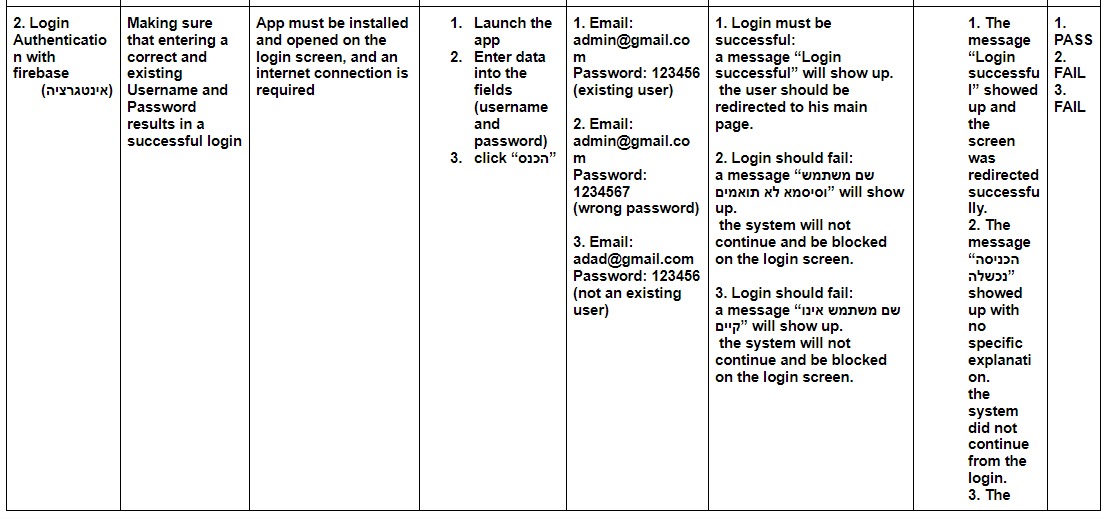 2. Login
Authenticatio
n with
firebase
(אינטגרציה)
Making sure
that entering a
correct and
existing
Username and
Password
results in a
successful login
App must be installed
and opened on the
login screen, and an
internet connection is
required
1. Launch the
app
2. Enter data
into the
fields
(username
and
password)
3. click “הכנס”
1. Email:
admin@gmail.co
m
Password: 123456
(existing user)
2. Email:
admin@gmail.co
m
Password:
1234567
(wrong password)
3. Email:
adad@gmail.com
Password: 123456
(not an existing
user)
1. Login must be
successful:
a message “Login
successful” will show up.
the user should be
redirected to his main
page.
2. Login should fail:
a message “שם משתמש
וסיסמא לא תואמים” will show
up.
the system will not
continue and be blocked
on the login screen.
3. Login should fail:
a message “שם משתמש אינו
קיים” will show up.
the system will not
continue and be blocked
on the login screen.
1. The
message
“Login
successfu
l” showed
up and
the
screen
was
redirected
successfu
lly.
2. The
message
“הכניסה
נכשלה”
showed
up with
no
specific
explanati
on.
the
system
did not
continue
from the
login.
3. The
1.
PASS
2.
FAIL
3.
FAIL